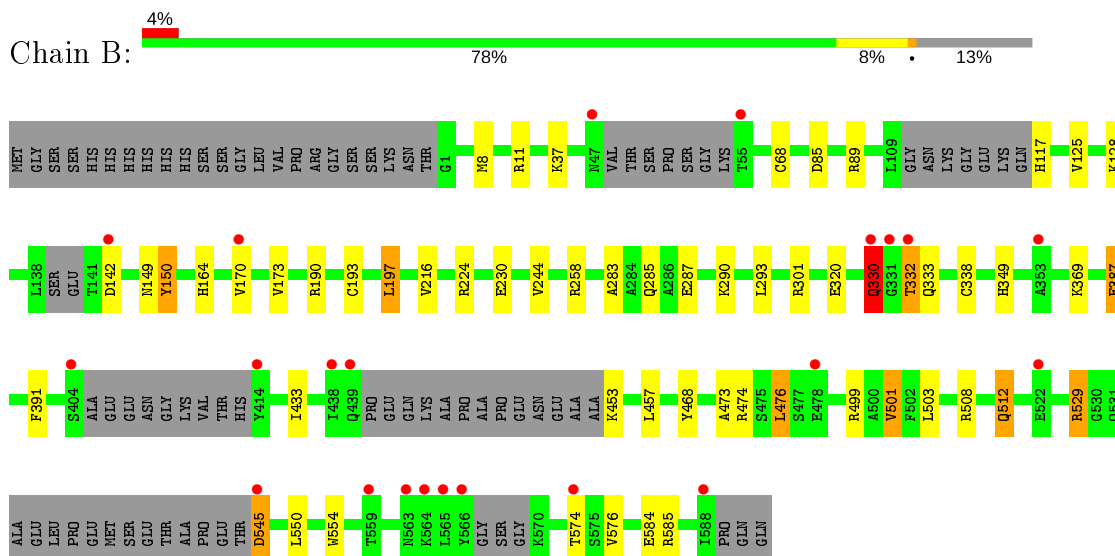 4%
Chain B:
78% 8% • 13%
MET GLY SER SER HIS HIS HIS HIS HIS HIS SER SER GLY LEU VAL PRO ARG GLY SER SER LYS ASN THR G1 M8 R11 K37 N47 VAL THR SER PRO SER GLY LYS T55 C68 D85 R89 L109 GLY ASN LYS GLY GLU LYS GLN H117 V125 K128
L138 SER GLU T141 D142 N149 Y150 H164 V170 V173 R190 C193 L197 V216 R224 E230 V244 R258 A283 A284 Q285 A286 E287 K290 L293 R301 E320 Q330 G331 T332 Q333 C338 H349 A353 K369 E387
F391 S404 ALA GLU GLU ASN GLY LYS VAL THR HIS Y414 I433 I438 Q439 PRO GLU GLN LYS ALA PRO ALA PRO GLU ASN GLU ALA ALA K453 L457 Y468 A473 R474 S475 L476 S477 E478 R499 A500 V501 F502 L503 R508 Q512 E522 R529 G530 Q531
ALA GLU LEU PRO GLU MET SER GLU THR ALA PRO GLU THR D545 L550 W554 T559 N563 K564 L565 Y566 GLY SER GLY K570 T574 S575 V576 E584 R585 I588 PRO GLN GLN